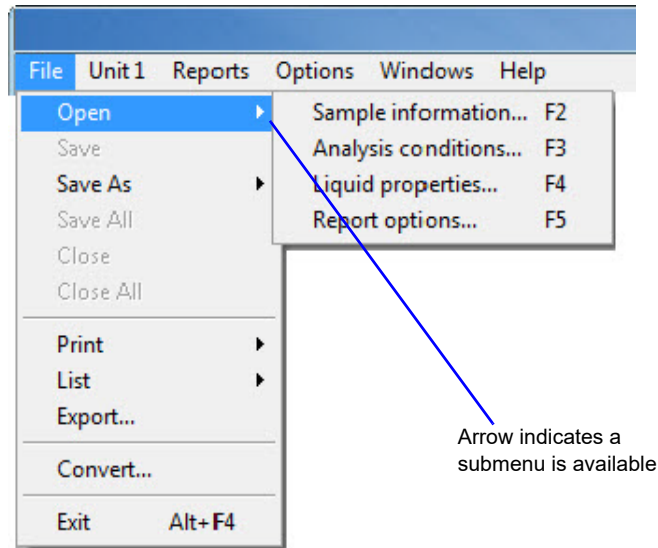 File Unit 1 Reports Options Windows Help
Open
Save
Save As
Save All
Close
Close All
Print
List
Export...
Convert...
Exit Alt+F4
Sample information... F2
Analysis conditions... F3
Liquid properties... F4
Report options... F5
Arrow indicates a
submenu is available